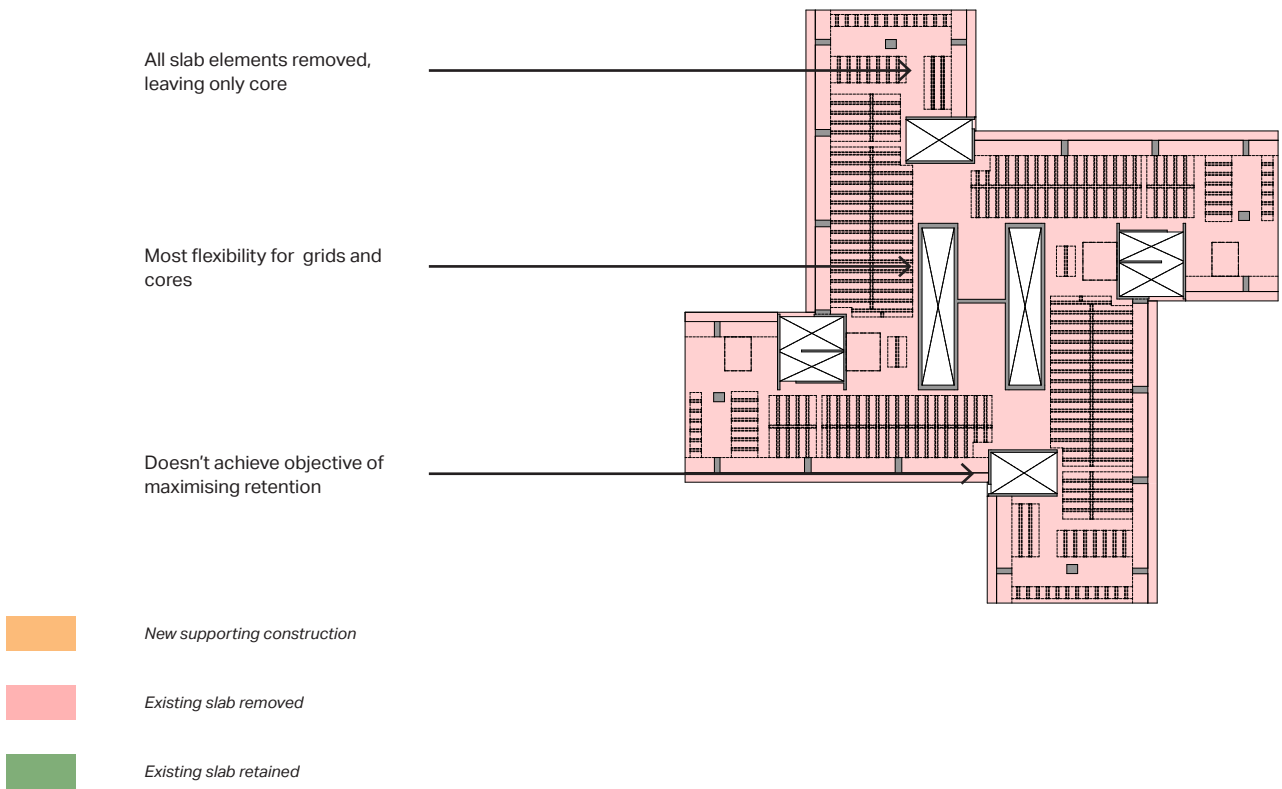 All slab elements removed,
leaving only core
Most flexibility for  grids and
cores
Doesn't achieve objective of
maximising retention
New supporting construction
Existing slab removed
Existing slab retained